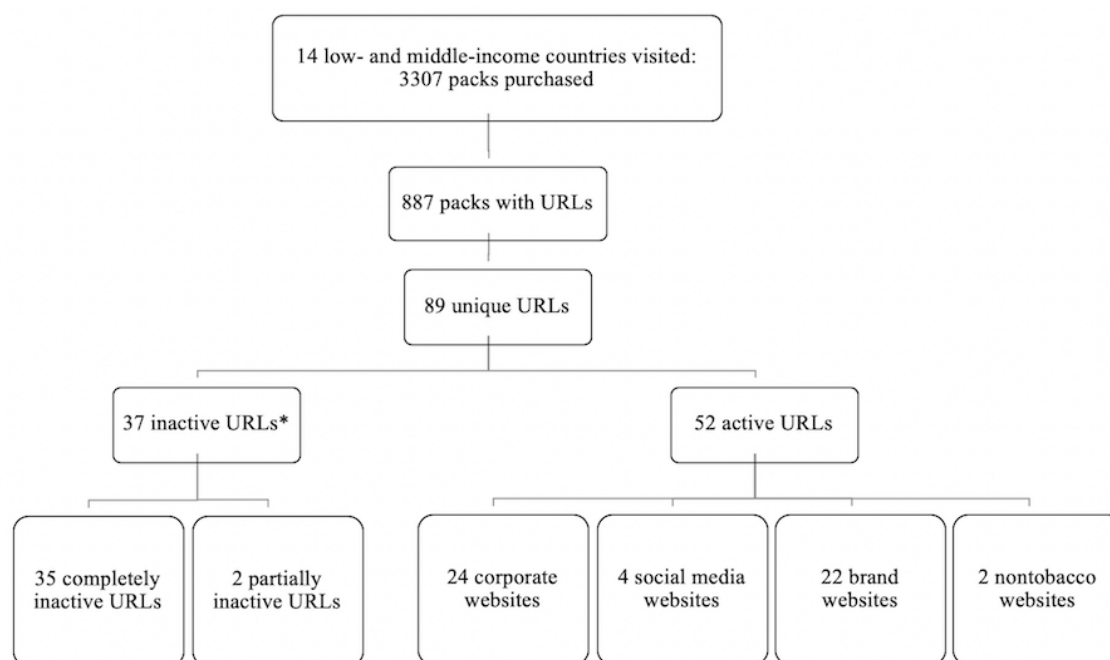 14 low- and middle-income countries visited:
3307 packs purchased
887 packs with URLs
89 unique URLs
37 inactive URLs*
52 active URLs
35 completely
inactive URLs
2 partially
inactive URLs
24 corporate
websites
4 social media
websites
22 brand
websites
2 nontobacco
websites